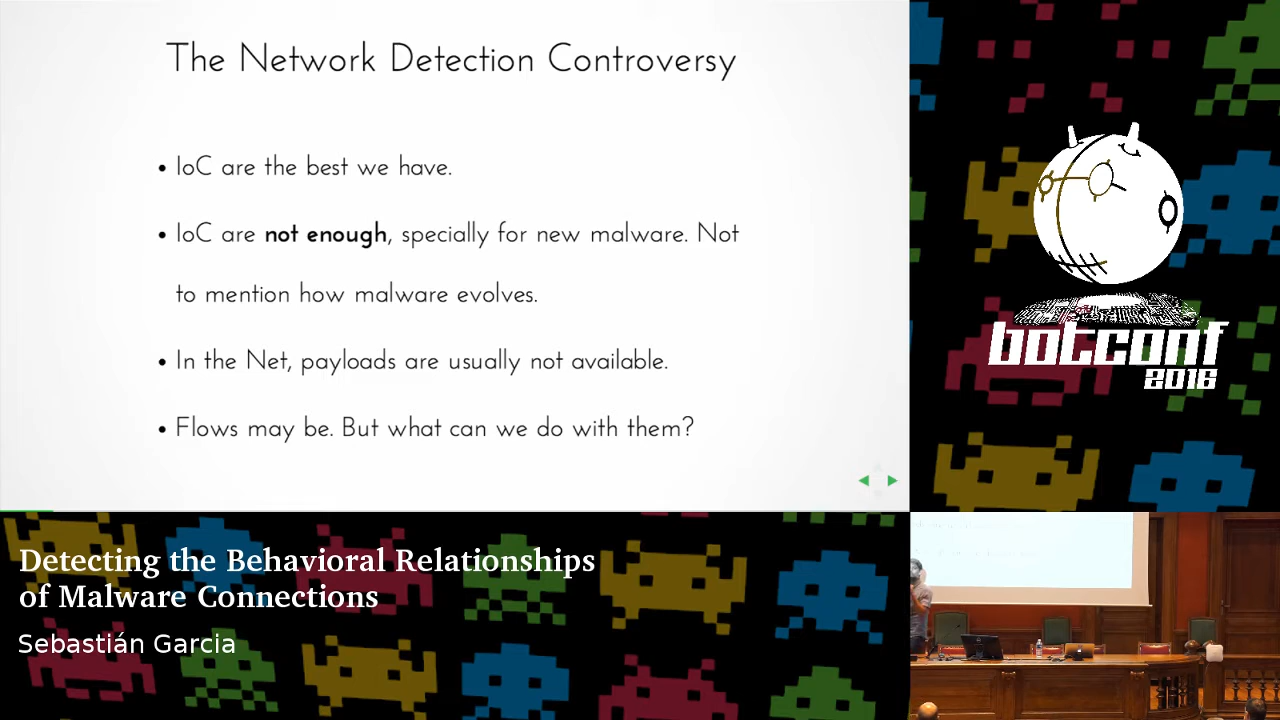 The Network Detection Controversy
• IoC are the best we have.
• IoC are not enough, specially for new malware. Not
to mention how malware evolves.
• In the Net, payloads are usually not available.
• Flows may be. But what can we do with them?
botconf
2016
Detecting the Behavioral Relationships
of Malware Connections
Sebastián Garcia